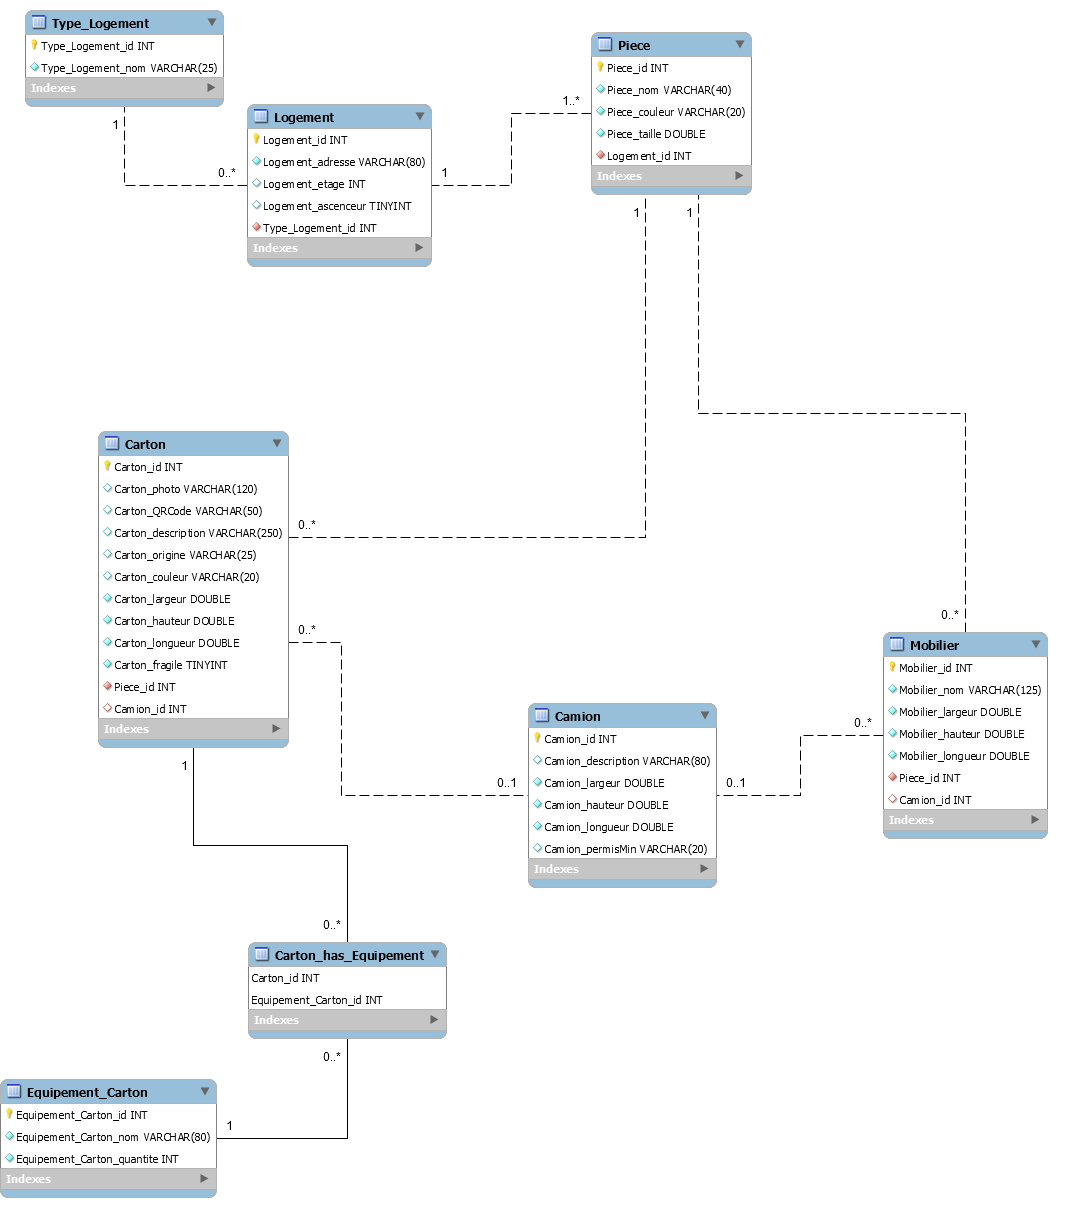 Type_Logement
Type_Logement_id INT
Type_Logement_nom VARCHAR(25)
Indexes
1
0..*
Logement
Logement_id INT
Logement_adresse VARCHAR(80)
Logement_etage INT
Logement_ascenceur TINYINT
Type_Logement_id INT
Indexes
1
1..*
Piece
Piece_id INT
Piece_nom VARCHAR(40)
Piece_couleur VARCHAR(20)
Piece_taille DOUBLE
Logement_id INT
Indexes
1
1
Carton
Carton_id INT
Carton_photo VARCHAR(120)
Carton_QRCode VARCHAR(50)
Carton_description VARCHAR(250)
Carton_origine VARCHAR(25)
Carton_couleur VARCHAR(20)
Carton_largeur DOUBLE
Carton_hauteur DOUBLE
Carton_longueur DOUBLE
Carton_fragile TINYINT
Piece_id INT
Camion_id INT
Indexes
0..*
0..*
1
0..1
Camion
Camion_id INT
Camion_description VARCHAR(80)
Camion_largeur DOUBLE
Camion_hauteur DOUBLE
Camion_longueur DOUBLE
Camion_permisMin VARCHAR(20)
Indexes
0..1
0..*
0..*
Mobilier
Mobilier_id INT
Mobilier_nom VARCHAR(125)
Mobilier_largeur DOUBLE
Mobilier_hauteur DOUBLE
Mobilier_longueur DOUBLE
Piece_id INT
Camion_id INT
Indexes
0..*
Carton_has_Equipement
Carton_id INT
Equipement_Carton_id INT
Indexes
0..*
Equipement_Carton
Equipement_Carton_id INT
Equipement_Carton_nom VARCHAR(80)
Equipement_Carton_quantite INT
Indexes
1